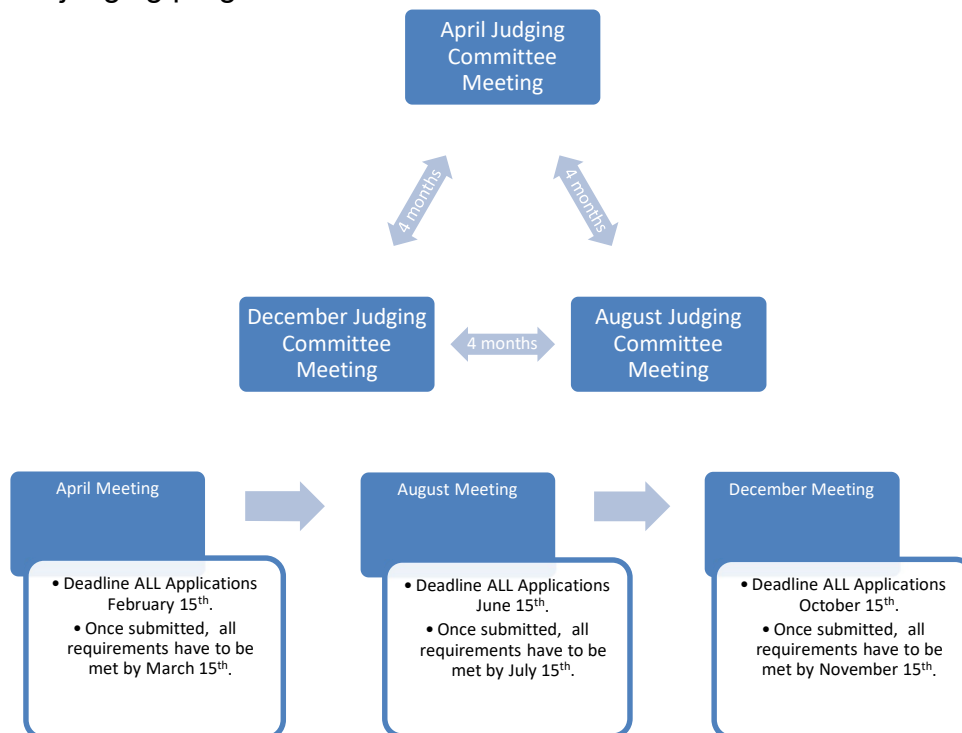 April Judging
Committee
Meeting
4 months
4 months
December Judging
Committee
Meeting
4 months
August Judging
Committee
Meeting
April Meeting
• Deadline ALL Applications
February 15th.
• Once submitted, all
requirements have to be
met by March 15th.
August Meeting
• Deadline ALL Applications
June 15th.
• Once submitted, all
requirements have to be
met by July 15th.
December Meeting
• Deadline ALL Applications
October 15th.
• Once submitted, all
requirements have to be
met by November 15th.